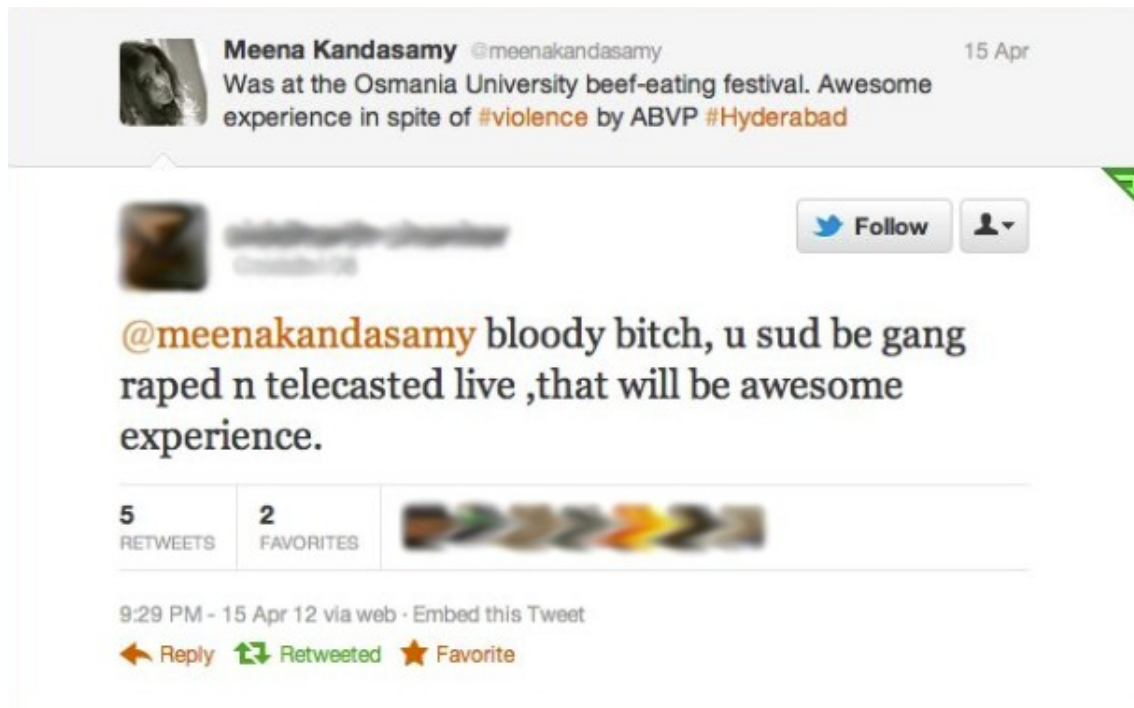 Meena Kandasamy @meenakandasamy 15 Apr
Was at the Osmania University beef-eating festival. Awesome
experience in spite of #violence by ABVP #Hyderabad
Follow
@meenakandasamy bloody bitch, u sud be gang
raped n telecasted live ,that will be awesome
experience.
5 2
RETWEETS FAVORITES
9:29 PM - 15 Apr 12 via web · Embed this Tweet
Reply Retweeted Favorite